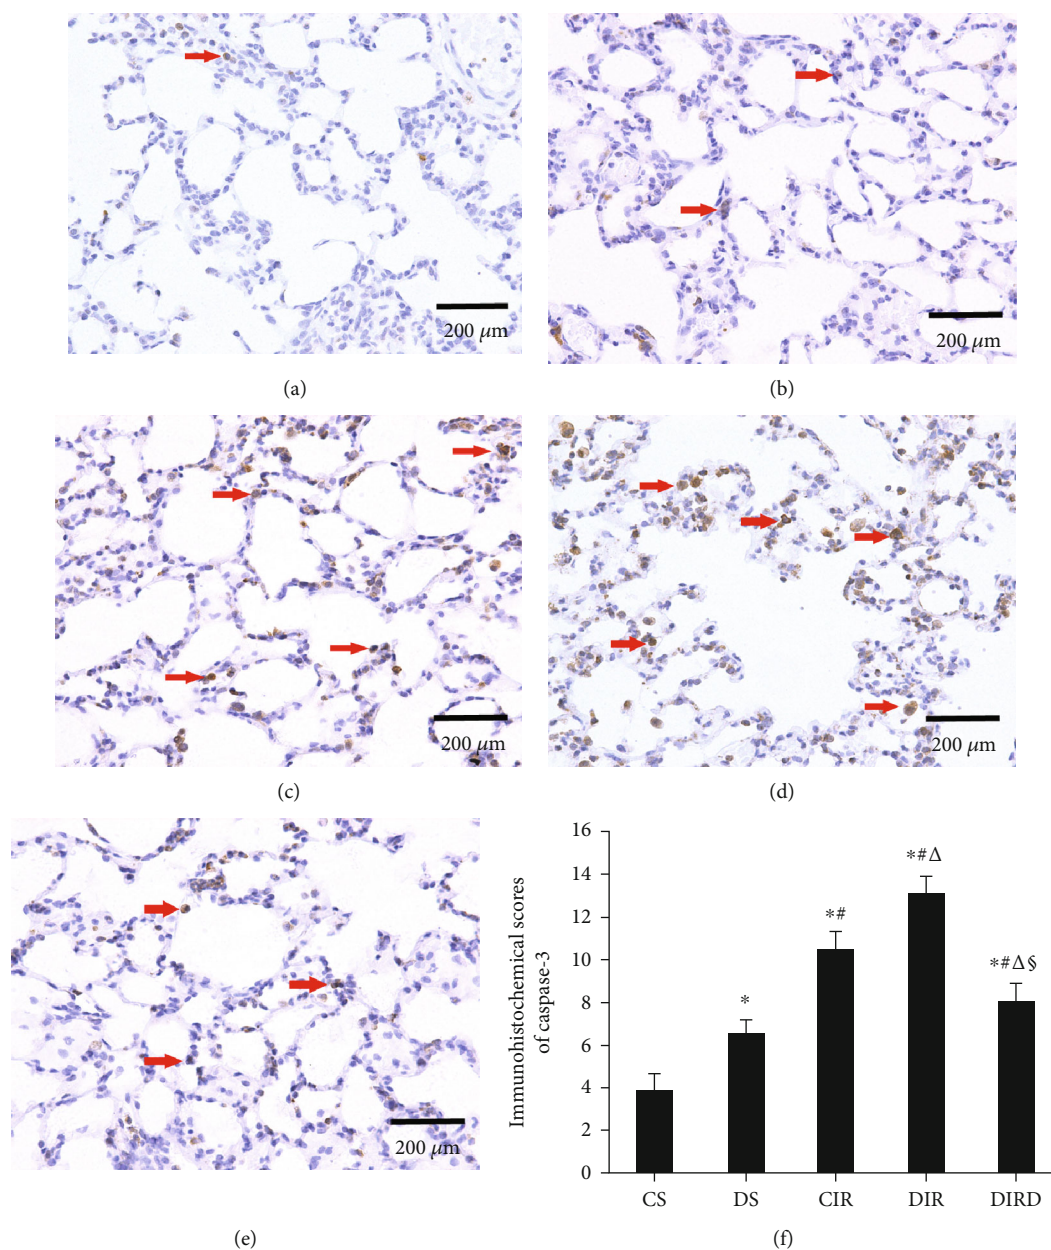 200 μm
200 μm
(a)
(b)
200 μm
200 μm
(c)
(d)
200 μm
(e)
Immunohistochemical scores
of caspase-3
16
14
12
10
8
6
4
2
0
*
*#
*#Δ
*#Δ§
CS DS CIR DIR DIRD
(f)